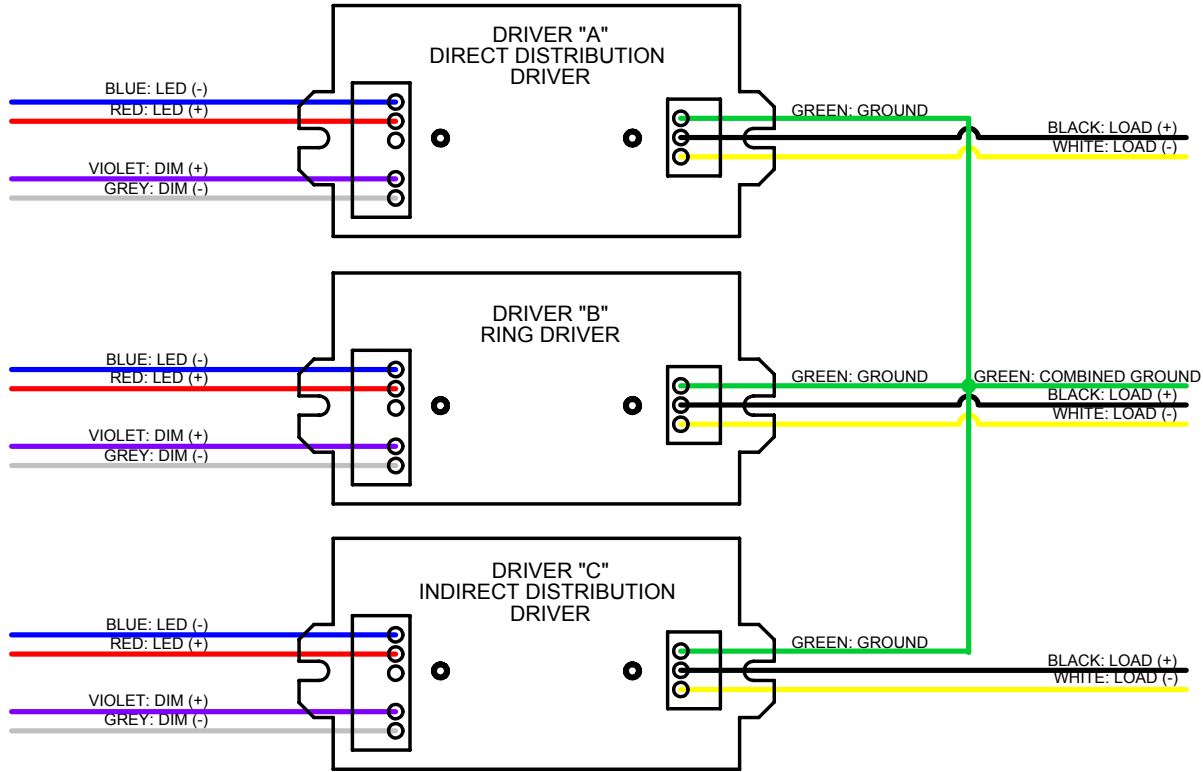 DRIVER "A"
DIRECT DISTRIBUTION
DRIVER
BLUE: LED (-)
RED: LED (+)
VIOLET: DIM (+)
GREY: DIM (-)
GREEN: GROUND
BLACK: LOAD (+)
WHITE: LOAD (-)
DRIVER "B"
RING DRIVER
BLUE: LED (-)
RED: LED (+)
VIOLET: DIM (+)
GREY: DIM (-)
GREEN: GROUND
GREEN: COMBINED GROUND
BLACK: LOAD (+)
WHITE: LOAD (-)
DRIVER "C"
INDIRECT DISTRIBUTION
DRIVER
BLUE: LED (-)
RED: LED (+)
VIOLET: DIM (+)
GREY: DIM (-)
GREEN: GROUND
BLACK: LOAD (+)
WHITE: LOAD (-)